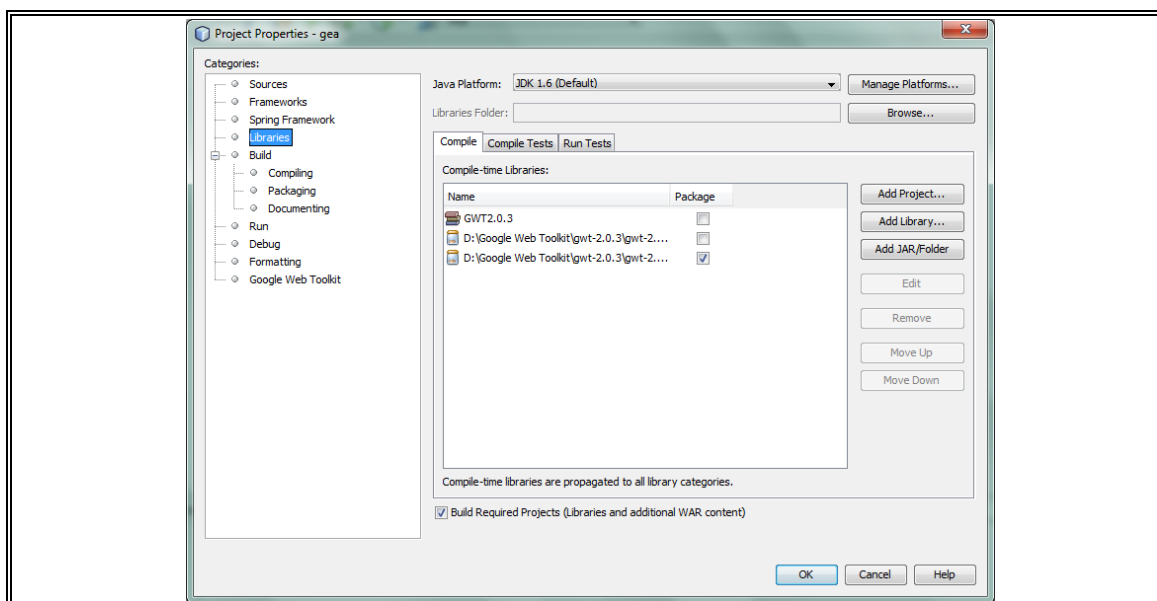 Project Properties - gea
Categories:
Sources
Frameworks
Spring Framework
Libraries
Build
Compiling
Packaging
Documenting
Run
Debug
Formatting
Google Web Toolkit
Java Platform: JDK 1.6 (Default) Manage Platforms...
Libraries Folder: Browse...
Compile Compile Tests Run Tests
Compile-time Libraries:
Name Package
GWT2.0.3
D:\Google Web Toolkit\gwt-2.0.3\gwt-2....
D:\Google Web Toolkit\gwt-2.0.3\gwt-2....
Add Project...
Add Library...
Add JAR/Folder
Edit
Remove
Move Up
Move Down
Compile-time libraries are propagated to all library categories.
Build Required Projects (Libraries and additional WAR content)
OK Cancel Help